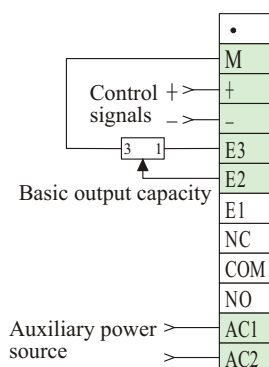 •
M
Control + +
signals – –
3 1 E3
E2
Basic output capacity
E1
NC
COM
NO
Auxiliary power AC1
source AC2